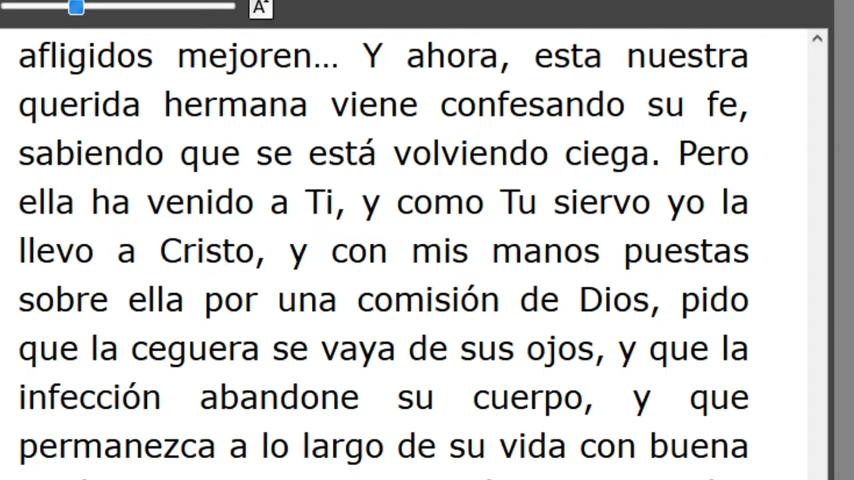 A
afligidos mejoren... Y ahora, esta nuestra
querida hermana viene confesando su fe,
sabiendo que se está volviendo ciega. Pero
ella ha venido a Ti, y como Tu siervo yo la
llevo a Cristo, y con mis manos puestas
sobre ella por una comisión de Dios, pido
que la ceguera se vaya de sus ojos, y que la
infección abandone su cuerpo, y que
permanezca a lo largo de su vida con buena